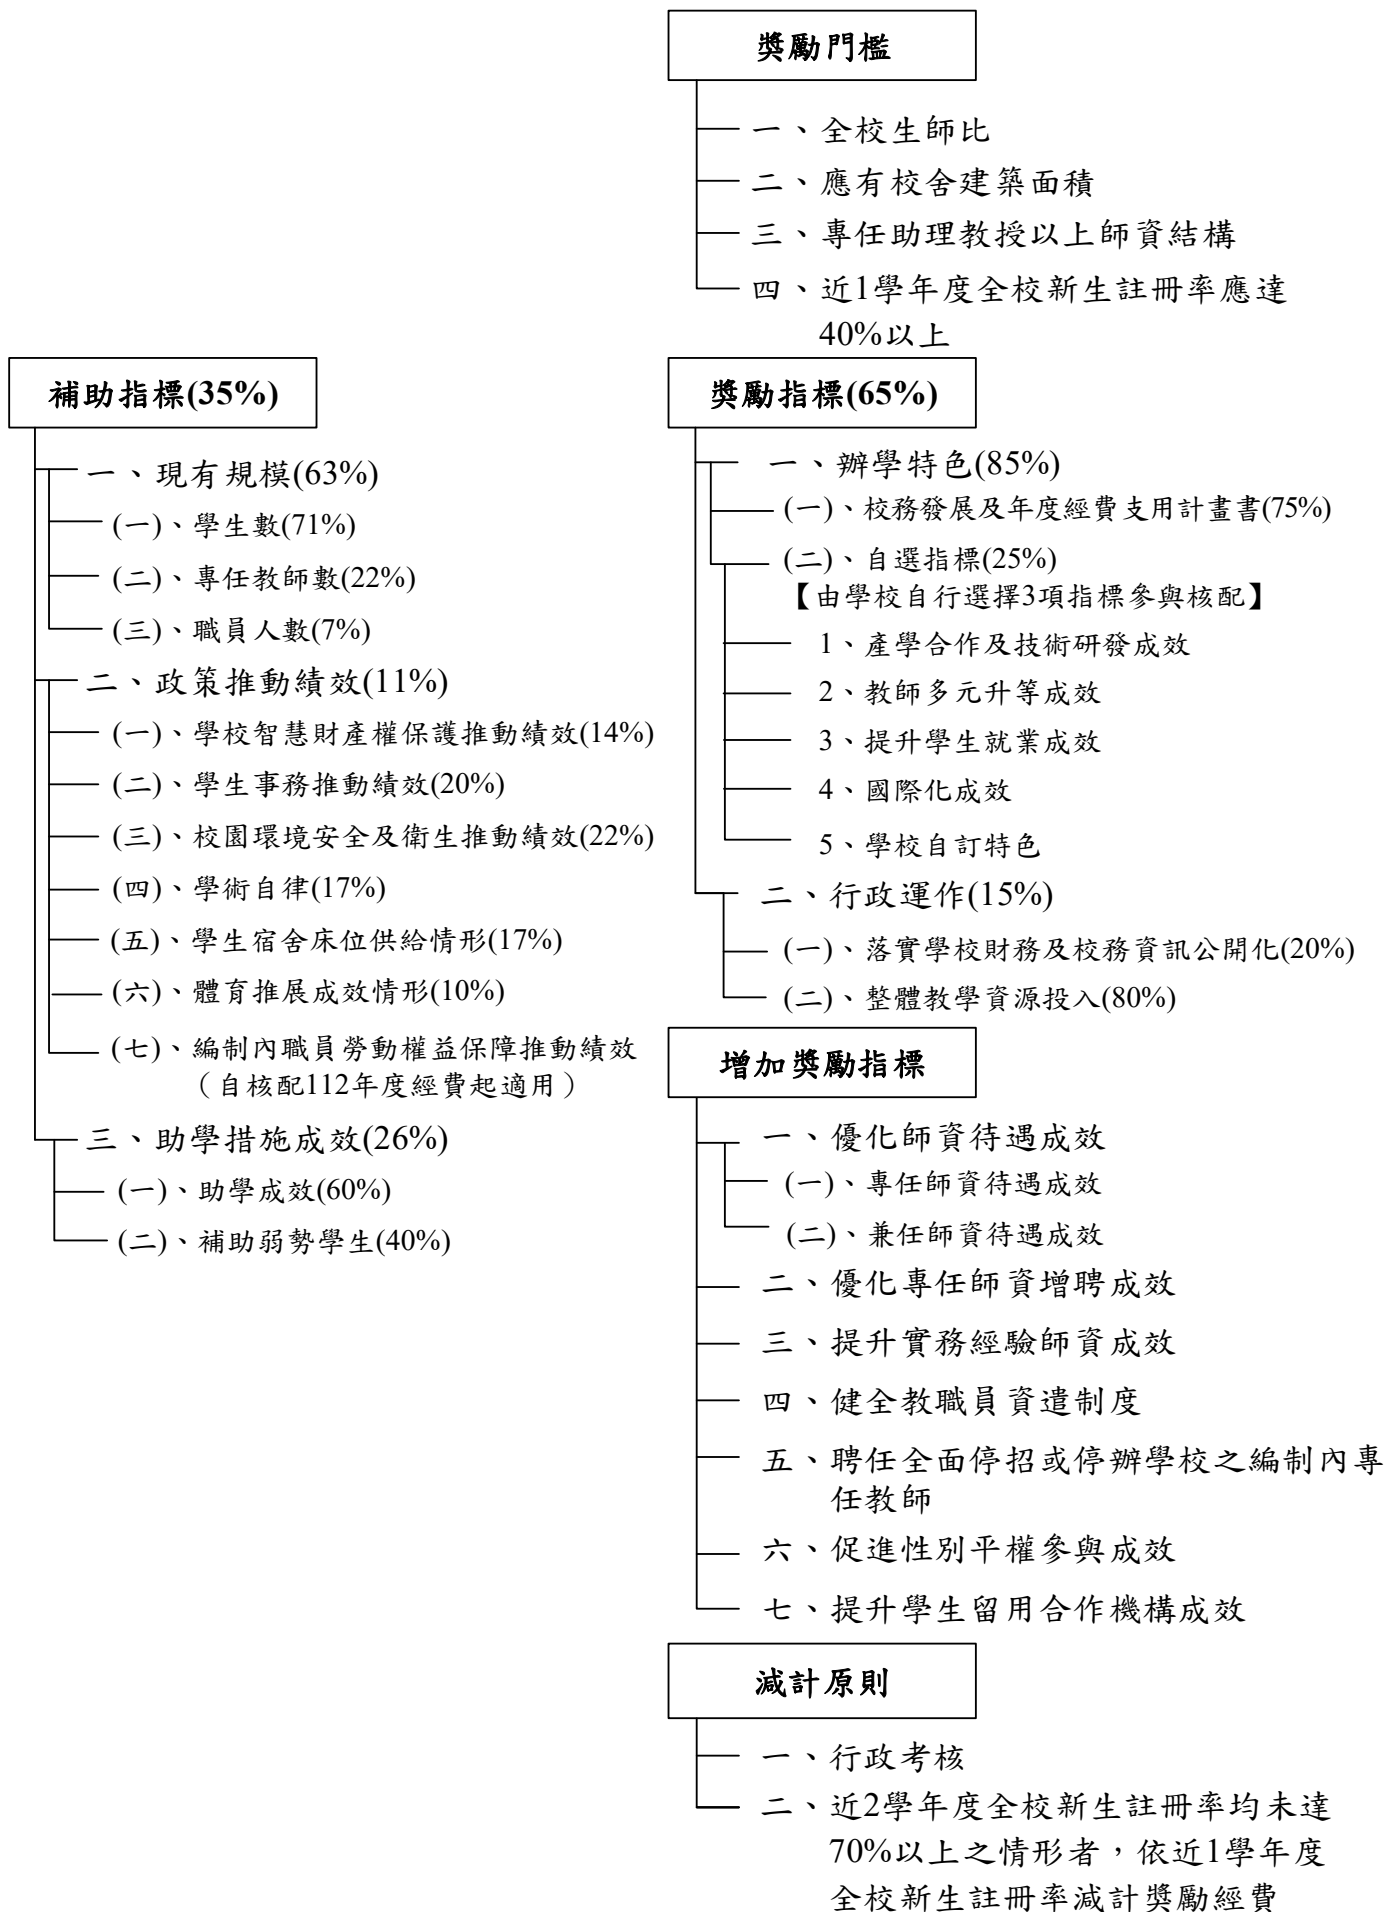 獎勵門檻
一、全校生師比
二、應有校舍建築面積
三、專任助理教授以上師資結構
四、近1學年度全校新生註冊率應達
40%以上
補助指標(35%)
一、現有規模(63%)
(一)、學生數(71%)
(二)、專任教師數(22%)
(三)、職員人數(7%)
二、政策推動績效(11%)
(一)、學校智慧財產權保護推動績效(14%)
(二)、學生事務推動績效(20%)
(三)、校園環境安全及衛生推動績效(22%)
(四)、學術自律(17%)
(五)、學生宿舍床位供給情形(17%)
(六)、體育推展成效情形(10%)
(七)、編制內職員勞動權益保障推動績效
（自核配112年度經費起適用）
三、助學措施成效(26%)
(一)、助學成效(60%)
(二)、補助弱勢學生(40%)
獎勵指標(65%)
一、辦學特色(85%)
(一)、校務發展及年度經費支用計畫書(75%)
(二)、自選指標(25%)
【由學校自行選擇3項指標參與核配】
1、產學合作及技術研發成效
2、教師多元升等成效
3、提升學生就業成效
4、國際化成效
5、學校自訂特色
二、行政運作(15%)
(一)、落實學校財務及校務資訊公開化(20%)
(二)、整體教學資源投入(80%)
增加獎勵指標
一、優化師資待遇成效
(一)、專任師資待遇成效
(二)、兼任師資待遇成效
二、優化專任師資增聘成效
三、提升實務經驗師資成效
四、健全教職員資遣制度
五、聘任全面停招或停辦學校之編制內專
任教師
六、促進性別平權參與成效
七、提升學生留用合作機構成效
減計原則
一、行政考核
二、近2學年度全校新生註冊率均未達
70%以上之情形者，依近1學年度
全校新生註冊率減計獎勵經費